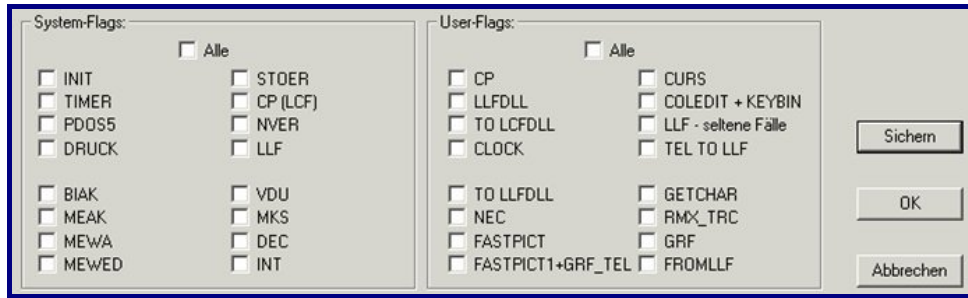 System-Flags:
Alle
INIT STOER
TIMER CP (LCF)
PDOS5 NVER
DRUCK LLF
BIAK VDU
MEAK MKS
MEWA DEC
MEWED INT
User-Flags:
Alle
CP CURS
LLFDLL COLEDIT + KEYBIN
TO LCFDLL LLF - seltene Fälle
CLOCK TEL TO LLF
TO LLFDLL GETCHAR
NEC RMX_TRC
FASTPICT GRF
FASTPICT1+GRF_TEL FROMLLF
Sichern
OK
Abbrechen